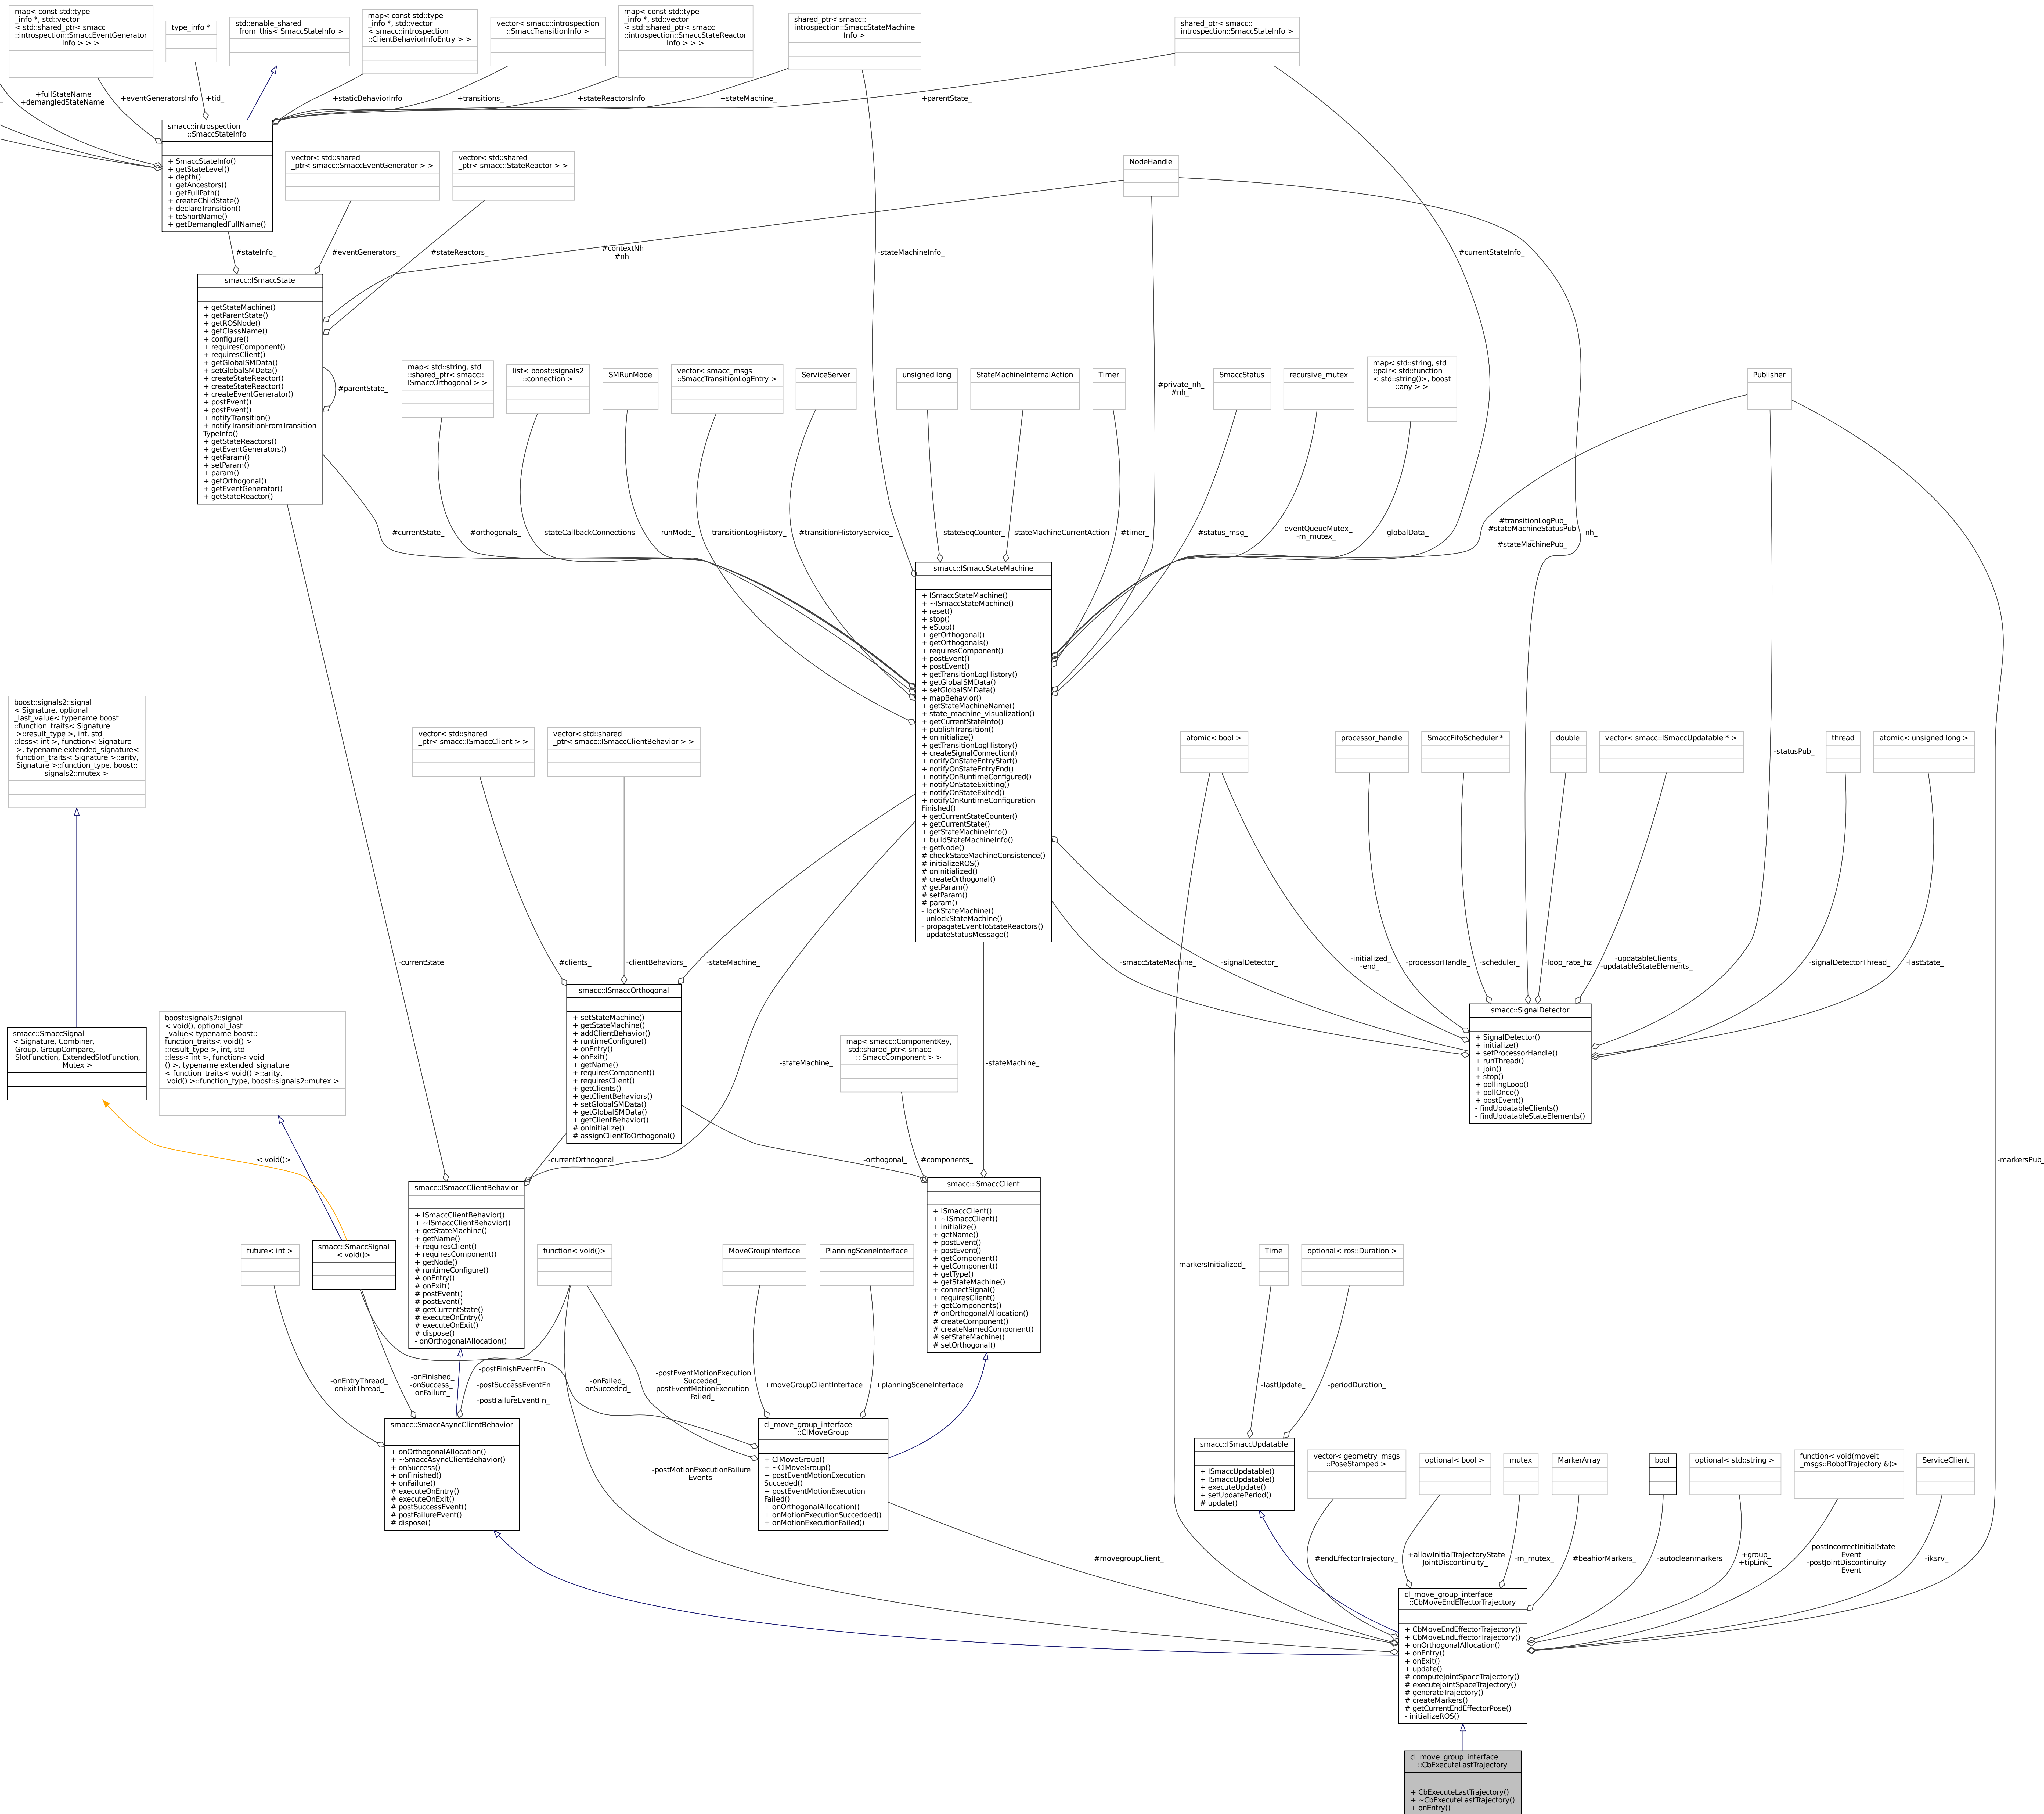 map< const std::type
_info *, std::vector
< std::shared_ptr< smacc
::introspection::SmaccEventGenerator
Info > > >
type_info *
std::enable_shared
_from_this< SmaccStateInfo >
map< const std::type
_info *, std::vector
< smacc::introspection
::ClientBehaviorInfoEntry > >
vector< smacc::introspection
::SmaccTransitionInfo >
map< const std::type
_info *, std::vector
< std::shared_ptr< smacc
::introspection::SmaccStateReactor
Info > > >
shared_ptr< smacc::
introspection::SmaccStateMachine
Info >
shared_ptr< smacc::
introspection::SmaccStateInfo >
+fullStateName
+demangledStateName
+eventGeneratorsInfo
+tid_
+staticBehaviorInfo
+transitions_
+stateReactorsInfo
+stateMachine_
+parentState_
smacc::introspection
::SmaccStateInfo
+ SmaccStateInfo()
+ getStateLevel()
+ depth()
+ getAncestors()
+ getFullPath()
+ createChildState()
+ declareTransition()
+ toShortName()
+ getDemangledFullName()
vector< std::shared
_ptr< smacc::SmaccEventGenerator > >
vector< std::shared
_ptr< smacc::StateReactor > >
NodeHandle
#stateInfo_
#eventGenerators_
#stateReactors_
#contextNh
#nh
-stateMachineInfo_
#currentStateInfo_
smacc::ISmaccState
+ getStateMachine()
+ getParentState()
+ getROSNode()
+ getClassName()
+ configure()
+ requiresComponent()
+ requiresClient()
+ getGlobalSMData()
+ setGlobalSMData()
+ createStateReactor()
+ createStateReactor()
+ createEventGenerator()
+ postEvent()
+ postEvent()
+ notifyTransition()
+ notifyTransitionFromTransition
TypeInfo()
+ getStateReactors()
+ getEventGenerators()
+ getParam()
+ setParam()
+ param()
+ getOrthogonal()
+ getEventGenerator()
+ getStateReactor()
#parentState_
map< std::string, std
::shared_ptr< smacc::
ISmaccOrthogonal > >
list< boost::signals2
::connection >
SMRunMode
vector< smacc_msgs
::SmaccTransitionLogEntry >
ServiceServer
unsigned long
StateMachineInternalAction
Timer
#private_nh_
#nh_
SmaccStatus
recursive_mutex
map< std::string, std
::pair< std::function
< std::string()>, boost
::any > >
Publisher
#currentState_
#orthogonals_
-stateCallbackConnections
-runMode_
-transitionLogHistory_
#transitionHistoryService_
-stateSeqCounter_
-stateMachineCurrentAction
#timer_
#status_msg_
-eventQueueMutex_
-m_mutex_
-globalData_
#transitionLogPub_
#stateMachineStatusPub
_
#stateMachinePub_
-nh_
smacc::ISmaccStateMachine
+ ISmaccStateMachine()
+ ~ISmaccStateMachine()
+ reset()
+ stop()
+ eStop()
+ getOrthogonal()
+ getOrthogonals()
+ requiresComponent()
+ postEvent()
+ postEvent()
+ getTransitionLogHistory()
+ getGlobalSMData()
+ setGlobalSMData()
+ mapBehavior()
+ getStateMachineName()
+ state_machine_visualization()
+ getCurrentStateInfo()
+ publishTransition()
+ onInitialize()
+ getTransitionLogHistory()
+ createSignalConnection()
+ notifyOnStateEntryStart()
+ notifyOnStateEntryEnd()
+ notifyOnRuntimeConfigured()
+ notifyOnStateExitting()
+ notifyOnStateExited()
+ notifyOnRuntimeConfiguration
Finished()
+ getCurrentStateCounter()
+ getCurrentState()
+ getStateMachineInfo()
+ buildStateMachineInfo()
+ getNode()
# checkStateMachineConsistence()
# initializeROS()
# onInitialized()
# createOrthogonal()
# getParam()
# setParam()
# param()
- lockStateMachine()
- unlockStateMachine()
- propagateEventToStateReactors()
- updateStatusMessage()
boost::signals2::signal
< Signature, optional
_last_value< typename boost
::function_traits< Signature
>::result_type >, int, std
::less< int >, function< Signature
>, typename extended_signature<
function_traits< Signature >::arity,
Signature >::function_type, boost::
signals2::mutex >
vector< std::shared
_ptr< smacc::ISmaccClient > >
vector< std::shared
_ptr< smacc::ISmaccClientBehavior > >
atomic< bool >
processor_handle
SmaccFifoScheduler *
double
vector< smacc::ISmaccUpdatable * >
-statusPub_
thread
atomic< unsigned long >
-currentState
#clients_
-clientBehaviors_
-stateMachine_
-smaccStateMachine_
-signalDetector_
-initialized_
-end_
-processorHandle_
-scheduler_
-loop_rate_hz
-updatableClients_
-updatableStateElements_
-signalDetectorThread_
-lastState_
smacc::ISmaccOrthogonal
+ setStateMachine()
+ getStateMachine()
+ addClientBehavior()
+ runtimeConfigure()
+ onEntry()
+ onExit()
+ getName()
+ requiresComponent()
+ requiresClient()
+ getClients()
+ getClientBehaviors()
+ setGlobalSMData()
+ getGlobalSMData()
+ getClientBehavior()
# onInitialize()
# assignClientToOrthogonal()
smacc::SignalDetector
+ SignalDetector()
+ initialize()
+ setProcessorHandle()
+ runThread()
+ join()
+ stop()
+ pollingLoop()
+ pollOnce()
+ postEvent()
- findUpdatableClients()
- findUpdatableStateElements()
smacc::SmaccSignal
< Signature, Combiner,
Group, GroupCompare,
SlotFunction, ExtendedSlotFunction,
Mutex >
boost::signals2::signal
< void(), optional_last
_value< typename boost::
function_traits< void() >
::result_type >, int, std
::less< int >, function< void
() >, typename extended_signature
< function_traits< void() >::arity,
void() >::function_type, boost::signals2::mutex >
-stateMachine_
map< smacc::ComponentKey,
std::shared_ptr< smacc
::ISmaccComponent > >
-stateMachine_
< void()>
-currentOrthogonal
-orthogonal_
#components_
-markersPub_
smacc::ISmaccClientBehavior
+ ISmaccClientBehavior()
+ ~ISmaccClientBehavior()
+ getStateMachine()
+ getName()
+ requiresClient()
+ requiresComponent()
+ getNode()
# runtimeConfigure()
# onEntry()
# onExit()
# postEvent()
# postEvent()
# getCurrentState()
# executeOnEntry()
# executeOnExit()
# dispose()
- onOrthogonalAllocation()
smacc::ISmaccClient
+ ISmaccClient()
+ ~ISmaccClient()
+ initialize()
+ getName()
+ postEvent()
+ postEvent()
+ getComponent()
+ getComponent()
+ getType()
+ getStateMachine()
+ connectSignal()
+ requiresClient()
+ getComponents()
# onOrthogonalAllocation()
# createComponent()
# createNamedComponent()
# setStateMachine()
# setOrthogonal()
future< int >
smacc::SmaccSignal
< void()>
function< void()>
MoveGroupInterface
PlanningSceneInterface
-markersInitialized_
Time
optional< ros::Duration >
-onEntryThread_
-onExitThread_
-onFinished_
-onSuccess_
-onFailure_
-postFinishEventFn
_
-postSuccessEventFn
_
-postFailureEventFn_
-onFailed_
-onSucceded_
-postEventMotionExecution
Succeded_
-postEventMotionExecution
Failed_
+moveGroupClientInterface
+planningSceneInterface
-lastUpdate_
-periodDuration_
smacc::SmaccAsyncClientBehavior
+ onOrthogonalAllocation()
+ ~SmaccAsyncClientBehavior()
+ onSuccess()
+ onFinished()
+ onFailure()
# executeOnEntry()
# executeOnExit()
# postSuccessEvent()
# postFailureEvent()
# dispose()
-postMotionExecutionFailure
Events
cl_move_group_interface
::ClMoveGroup
+ ClMoveGroup()
+ ~ClMoveGroup()
+ postEventMotionExecution
Succeded()
+ postEventMotionExecution
Failed()
+ onOrthogonalAllocation()
+ onMotionExecutionSuccedded()
+ onMotionExecutionFailed()
smacc::ISmaccUpdatable
+ ISmaccUpdatable()
+ ISmaccUpdatable()
+ executeUpdate()
+ setUpdatePeriod()
# update()
vector< geometry_msgs
::PoseStamped >
optional< bool >
mutex
MarkerArray
bool
optional< std::string >
function< void(moveit
_msgs::RobotTrajectory &)>
ServiceClient
#movegroupClient_
#endEffectorTrajectory_
+allowInitialTrajectoryState
JointDiscontinuity_
-m_mutex_
#beahiorMarkers_
-autocleanmarkers
+group_
+tipLink_
-postIncorrectInitialState
Event
-postJointDiscontinuity
Event
-iksrv_
cl_move_group_interface
::CbMoveEndEffectorTrajectory
+ CbMoveEndEffectorTrajectory()
+ CbMoveEndEffectorTrajectory()
+ onOrthogonalAllocation()
+ onEntry()
+ onExit()
+ update()
# computeJointSpaceTrajectory()
# executeJointSpaceTrajectory()
# generateTrajectory()
# createMarkers()
# getCurrentEndEffectorPose()
- initializeROS()
cl_move_group_interface
::CbExecuteLastTrajectory
+ CbExecuteLastTrajectory()
+ ~CbExecuteLastTrajectory()
+ onEntry()